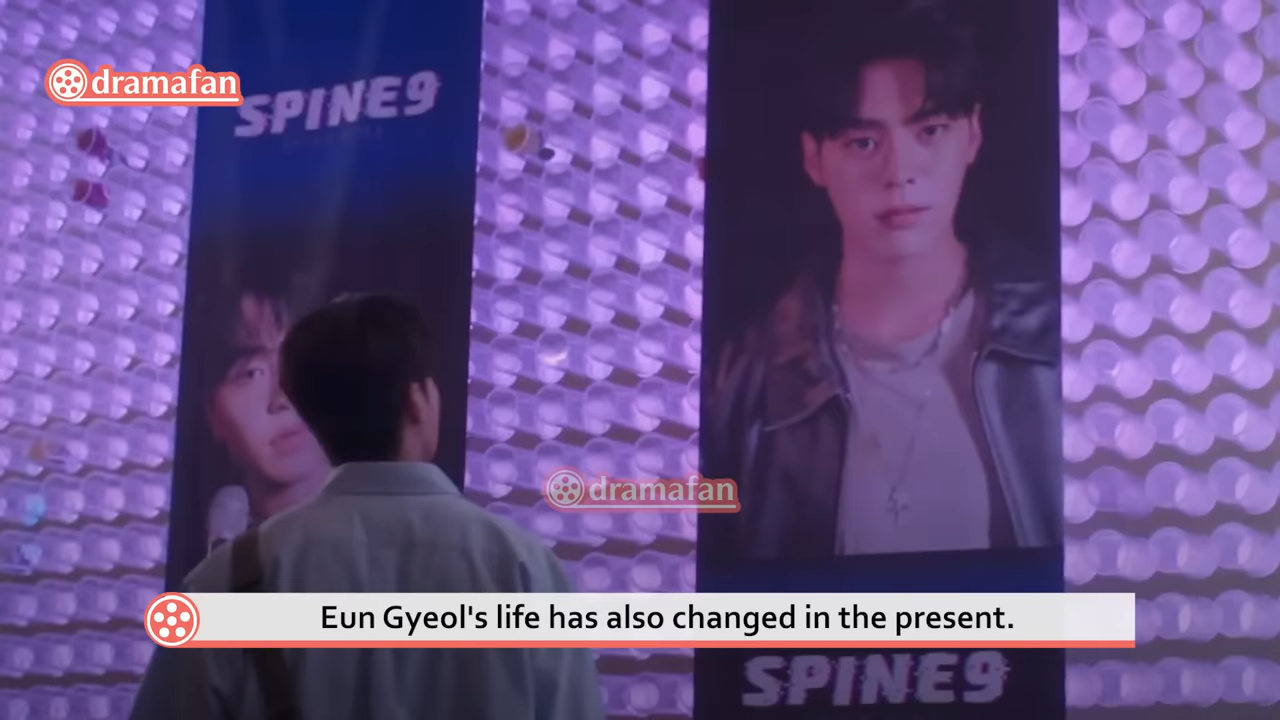 dramafan
SPINE9
dramafan
Eun Gyeol's life has also changed in the present.
SPINE9